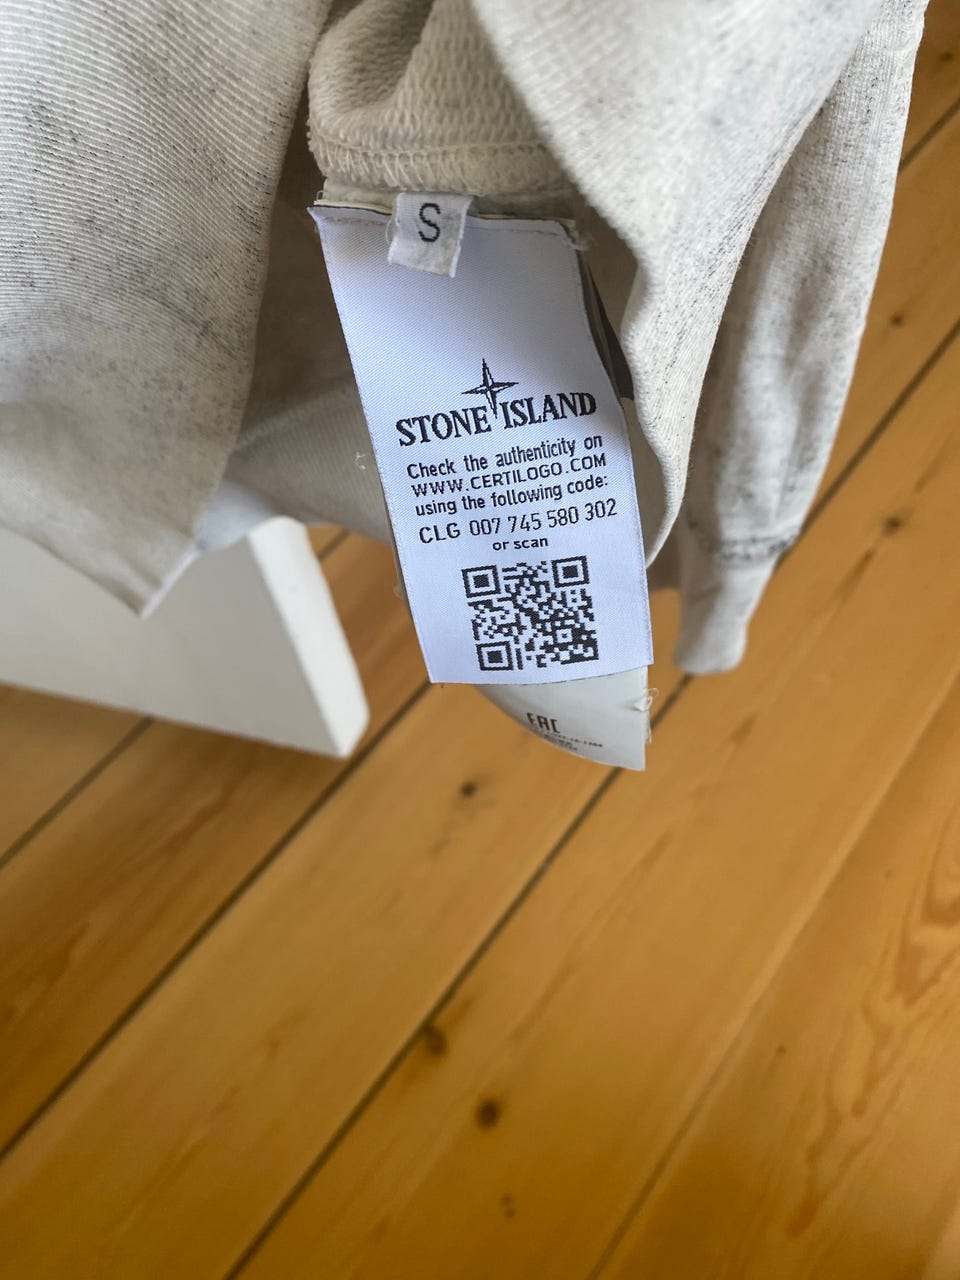 S
STONE ISLAND
Check the authenticity on
WWW.CERTILOGO.COM
using the following code:
CLG 007 745 580 302
or scan
EAC